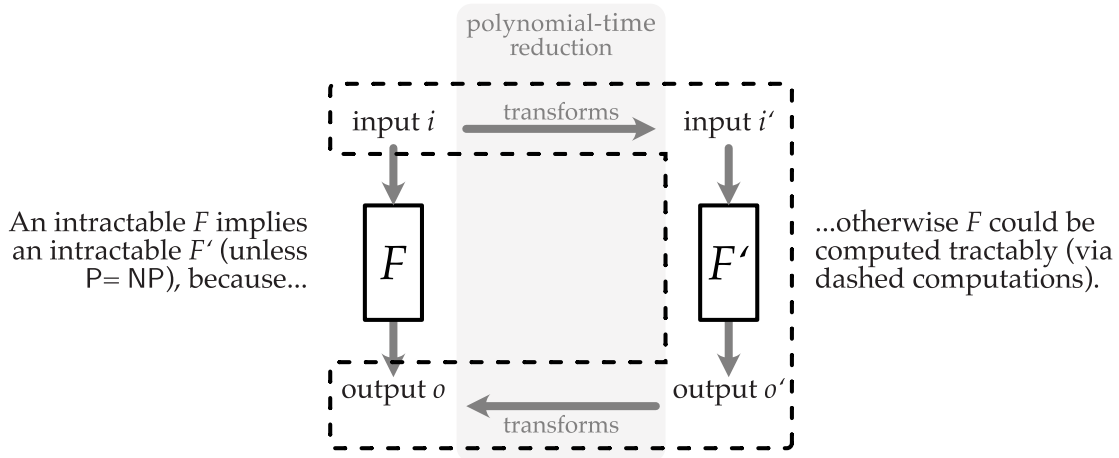 polynomial-time
reduction
input i
transforms
input i‘
An intractable F implies
an intractable F‘ (unless
P= NP), because...
F
F‘
...otherwise F could be
computed tractably (via
dashed computations).
output o
transforms
output o‘